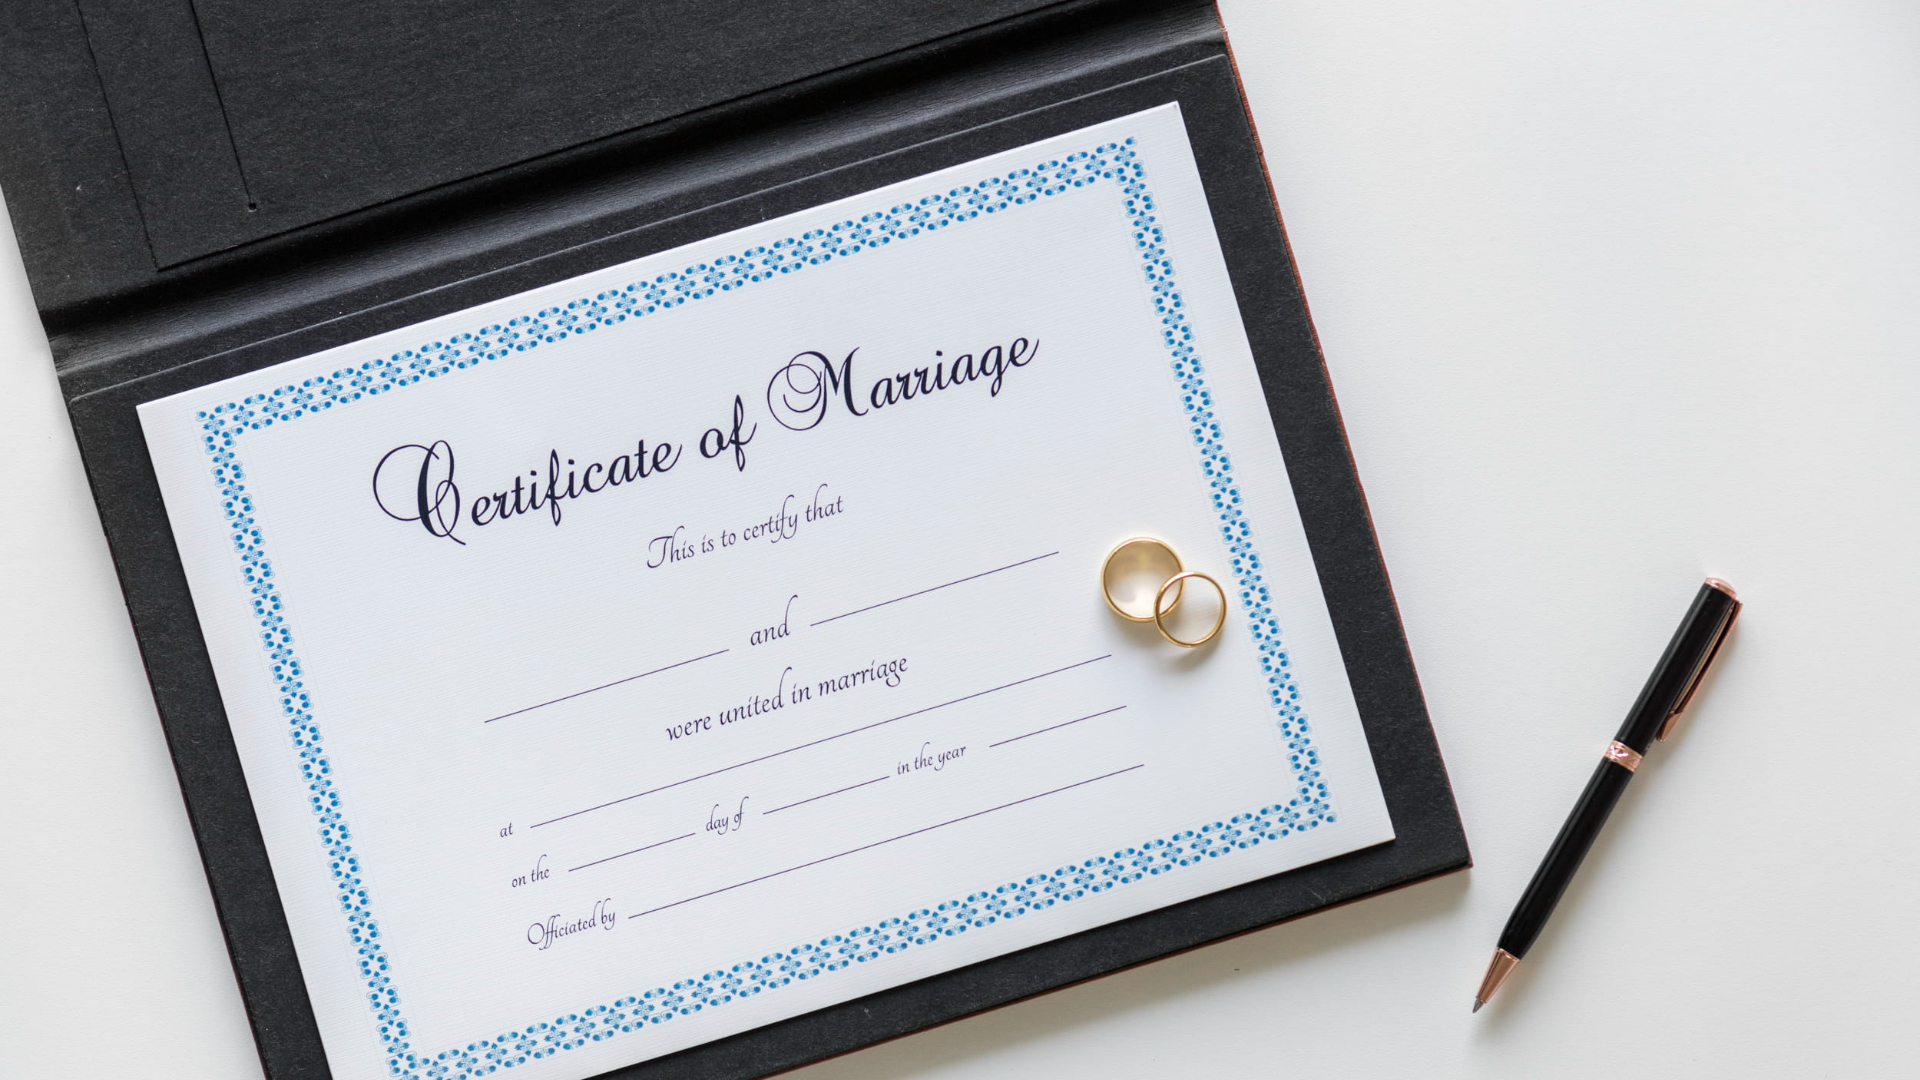 Certificate of Marriage
This is to certify that
and
were united in marriage
at
on the day of in the year
Officiated by